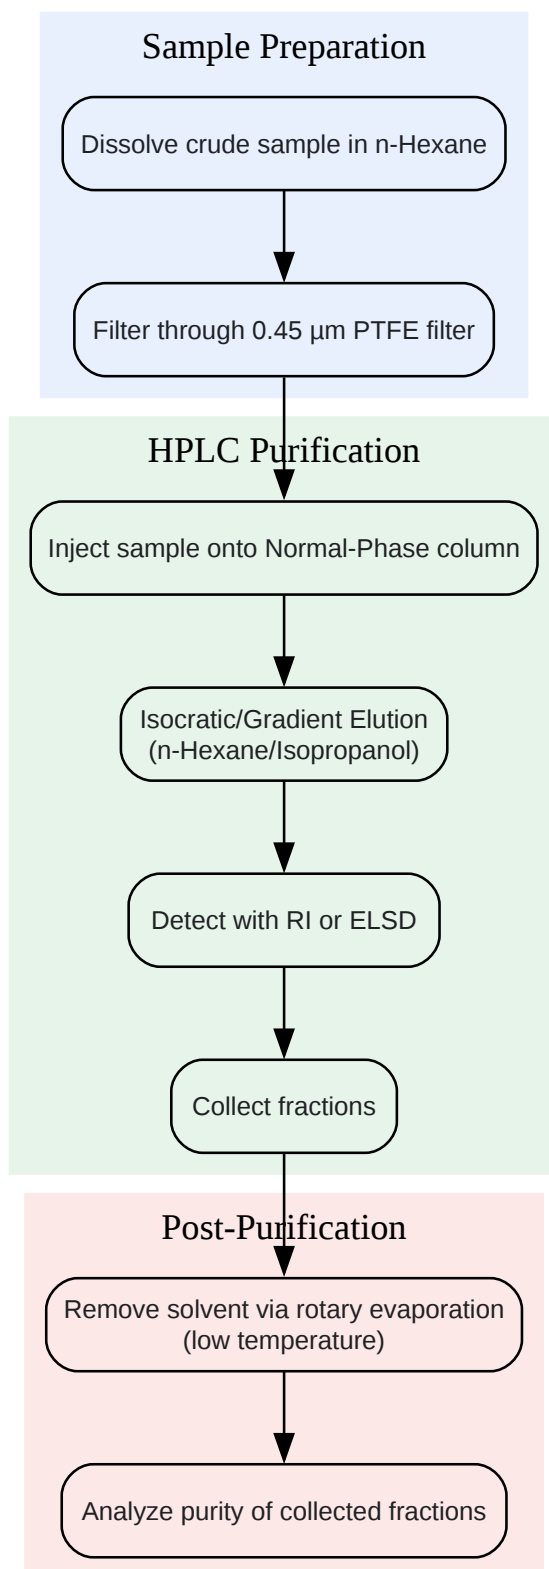 Sample Preparation
Dissolve crude sample in n-Hexane
Filter through 0.45 µm PTFE filter
HPLC Purification
Inject sample onto Normal-Phase column
Isocratic/Gradient Elution
(n-Hexane/Isopropanol)
Detect with RI or ELSD
Collect fractions
Post-Purification
Remove solvent via rotary evaporation
(low temperature)
Analyze purity of collected fractions